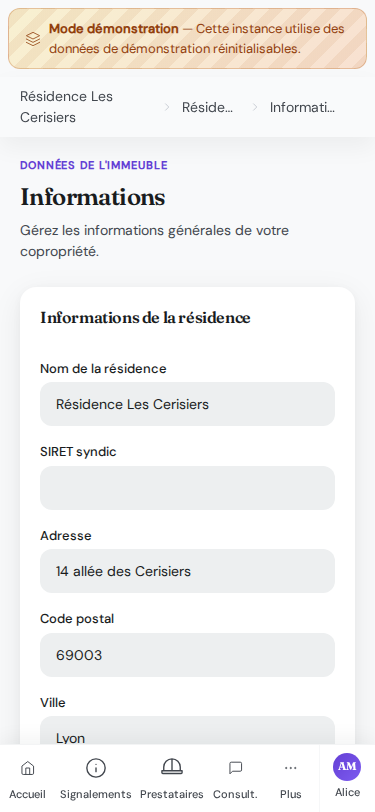 Mode démonstration — Cette instance utilise des
données de démonstration réinitialisables.
Résidence Les
Cerisiers
Réside...
Informati...
DONNÉES DE L'IMMEUBLE
Informations
Gérez les informations générales de votre
copropriété.
Informations de la résidence
Nom de la résidence
Résidence Les Cerisiers
SIRET syndic
Adresse
14 allée des Cerisiers
Code postal
69003
Ville
Lyon
Accueil
Signalements
Prestataires
Consult.
Plus
AM
Alice